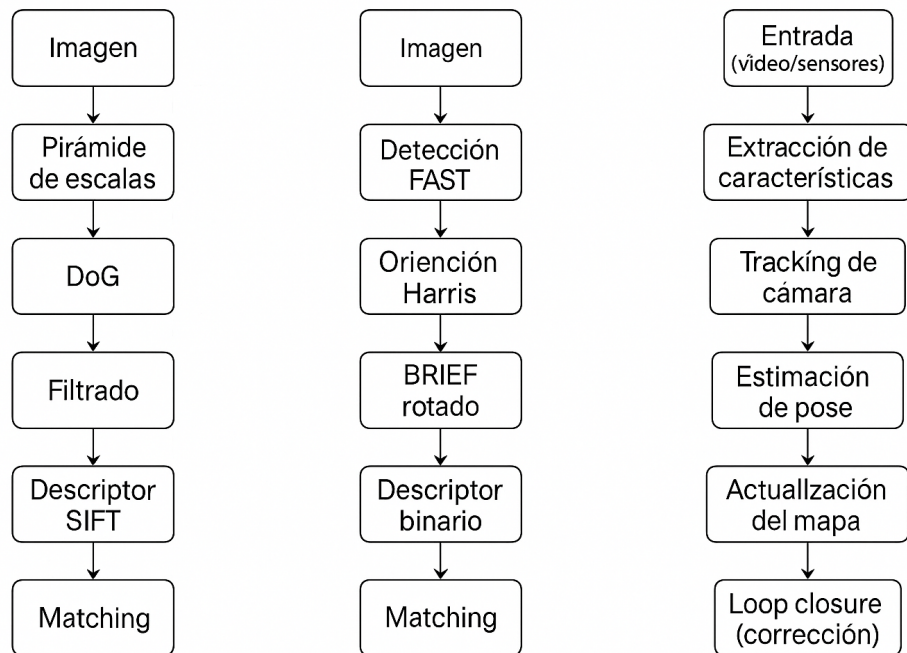 Imagen
Pirámide
de escalas
DoG
Filtrado
Descriptor
SIFT
Matching
Imagen
Detección
FAST
Oriención
Harris
BRIEF
rotado
Descriptor
binario
Matching
Entrada
(video/sensores)
Extracción de
características
Trackíng de
cámara
Estimación
de pose
Actuallzación
del mapa
Loop closure
(corrección)